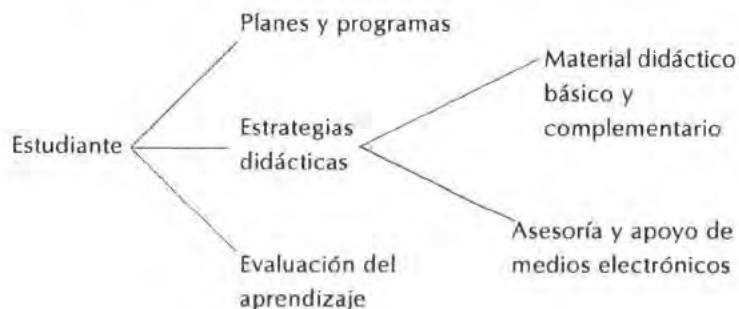 Planes y programas
Material didáctico
básico y
complementario
Estudiante
Estrategias
didácticas
Asesoría y apoyo de
medios electrónicos
Evaluación del
aprendizaje